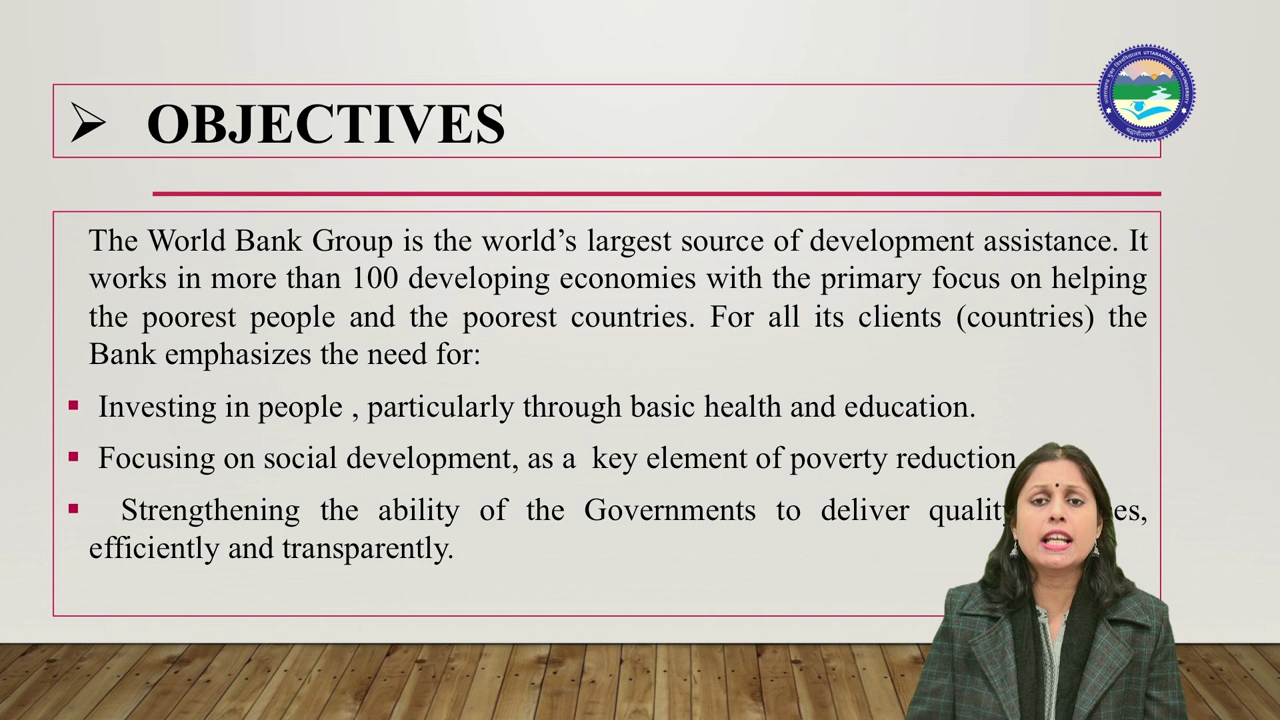 ➢ OBJECTIVES
The World Bank Group is the world’s largest source of development assistance. It
works in more than 100 developing economies with the primary focus on helping
the poorest people and the poorest countries. For all its clients (countries) the
Bank emphasizes the need for:
▪ Investing in people , particularly through basic health and education.
▪ Focusing on social development, as a key element of poverty reduction
▪ Strengthening the ability of the Governments to deliver
efficiently and transparently.